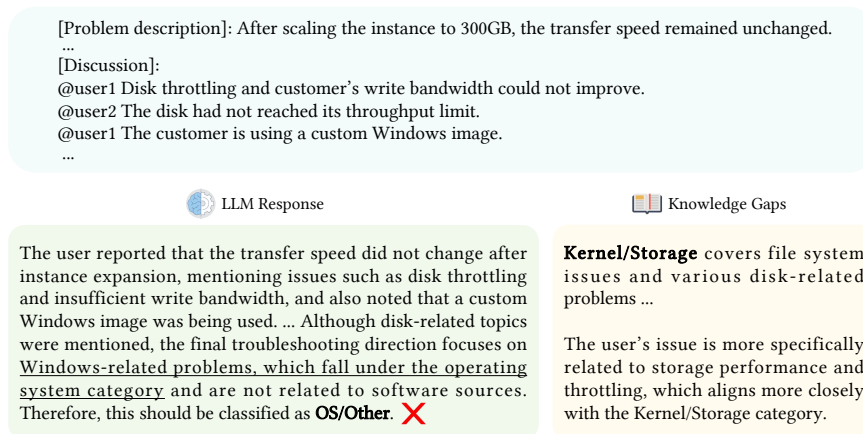 [Problem description]: After scaling the instance to 300GB, the transfer speed remained unchanged.
...
[Discussion]:
@user1 Disk throttling and customer's write bandwidth could not improve.
@user2 The disk had not reached its throughput limit.
@user1 The customer is using a custom Windows image.
...
LLM Response
The user reported that the transfer speed did not change after
instance expansion, mentioning issues such as disk throttling
and insufficient write bandwidth, and also noted that a custom
Windows image was being used. ... Although disk-related topics
were mentioned, the final troubleshooting direction focuses on
Windows-related problems, which fall under the operating
system category and are not related to software sources.
Therefore, this should be classified as OS/Other.
Knowledge Gaps
Kernel/Storage covers file system
issues and various disk-related
problems ...
The user's issue is more specifically
related to storage performance and
throttling, which aligns more closely
with the Kernel/Storage category.